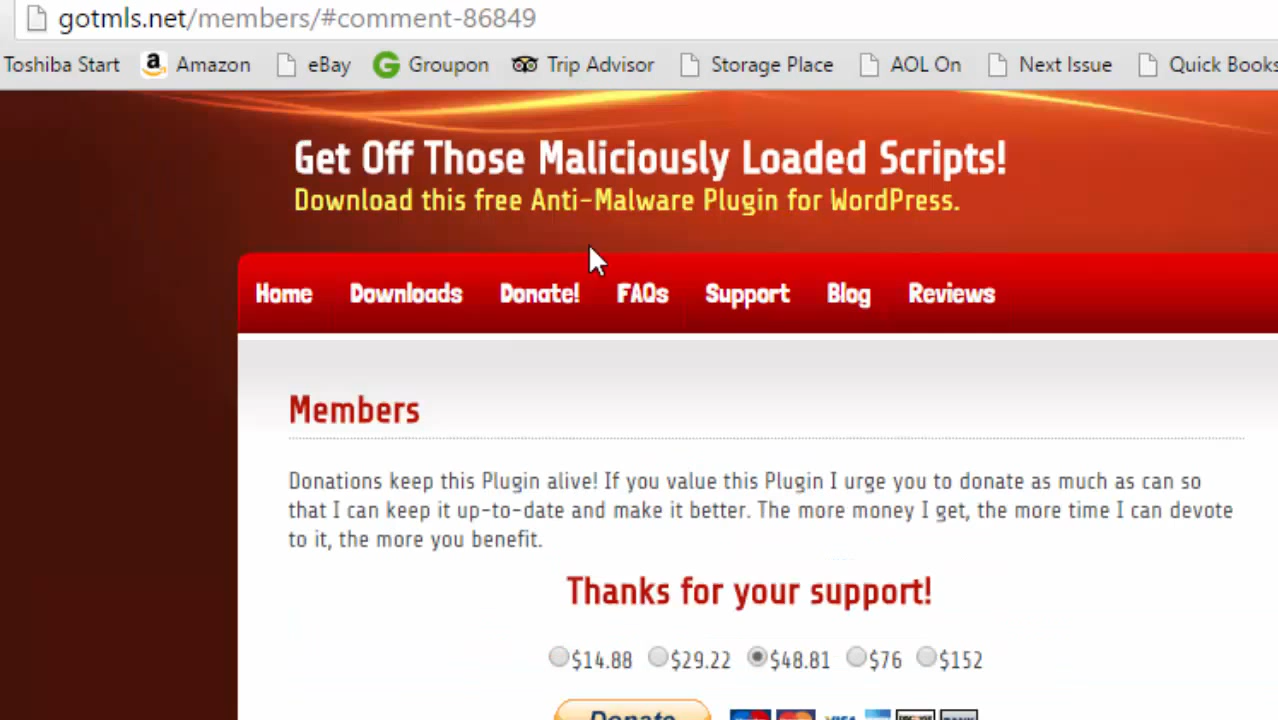 gotmls.net/members/#comment-86849
Toshiba Start Amazon eBay Groupon Trip Advisor Storage Place AOL On Next Issue Quick Books
Get Off Those Maliciously Loaded Scripts!
Download this free Anti-Malware Plugin for WordPress.
Home Downloads Donate! FAQs Support Blog Reviews
Members
Donations keep this Plugin alive! If you value this Plugin I urge you to donate as much as can so
that I can keep it up-to-date and make it better. The more money I get, the more time I can devote
to it, the more you benefit.
Thanks for your support!
$14.88 $29.22 $48.81 $76 $152
Donate